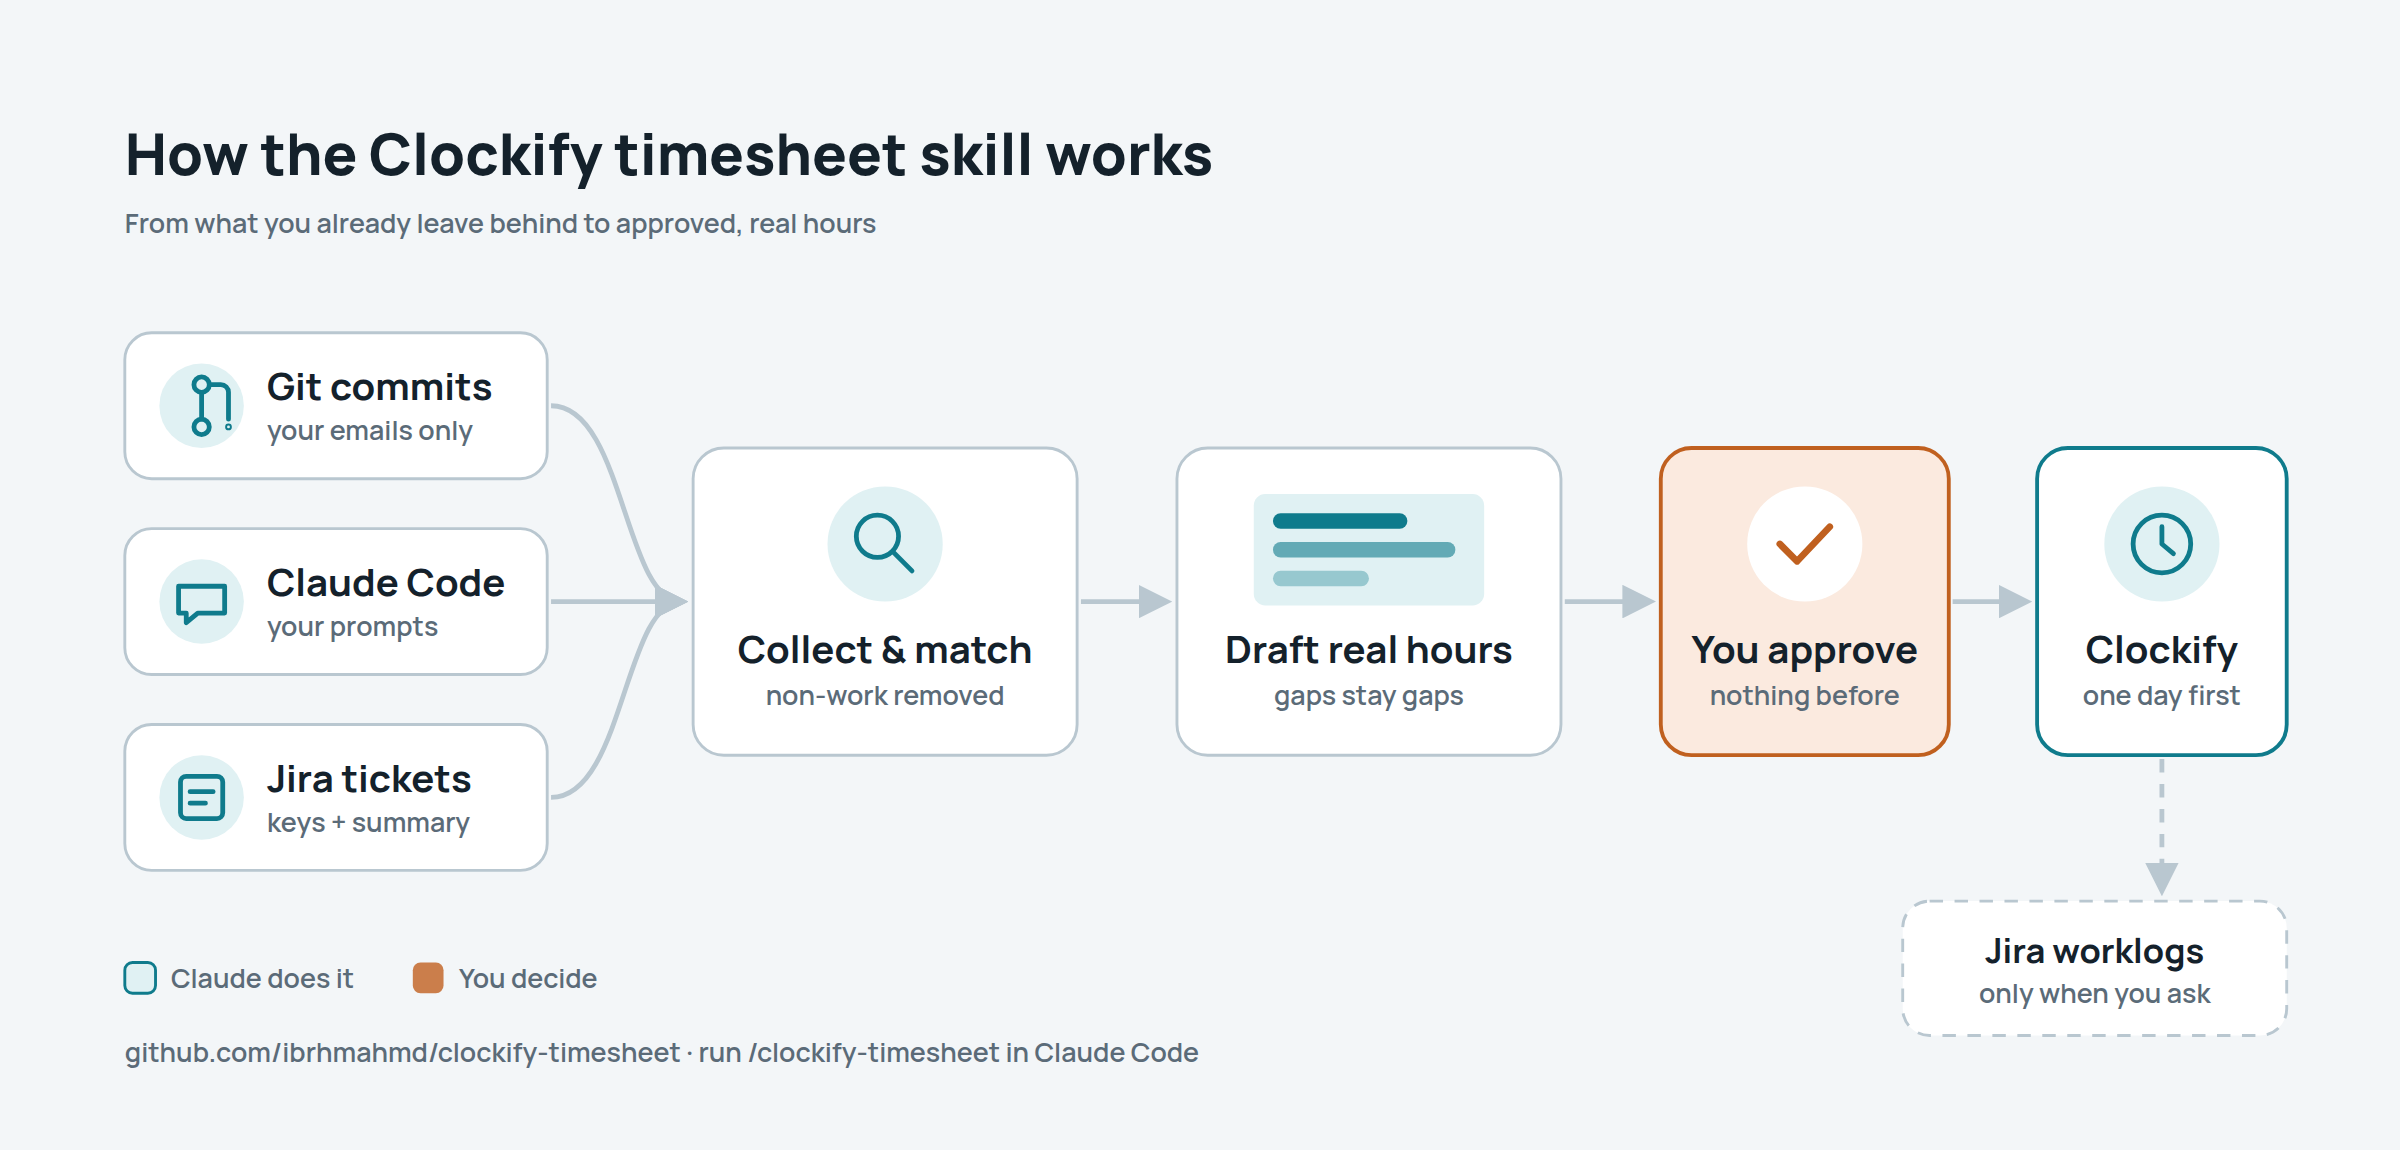 How the Clockify timesheet skill works
From what you already leave behind to approved, real hours
Git commits
your emails only
Claude Code
your prompts
Jira tickets
keys + summary
Collect & match
non-work removed
Draft real hours
gaps stay gaps
You approve
nothing before
Clockify
one day first
Jira worklogs
only when you ask
Claude does it
You decide
github.com/ibrhmahmd/clockify-timesheet · run /clockify-timesheet in Claude Code